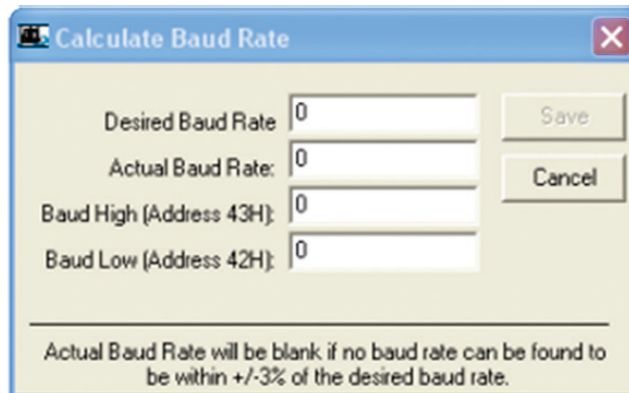 Calculate Baud Rate
Desired Baud Rate 0 Save
Actual Baud Rate: 0 Cancel
Baud High (Address 43H): 0
Baud Low (Address 42H): 0
Actual Baud Rate will be blank if no baud rate can be found to
be within +/-3% of the desired baud rate.